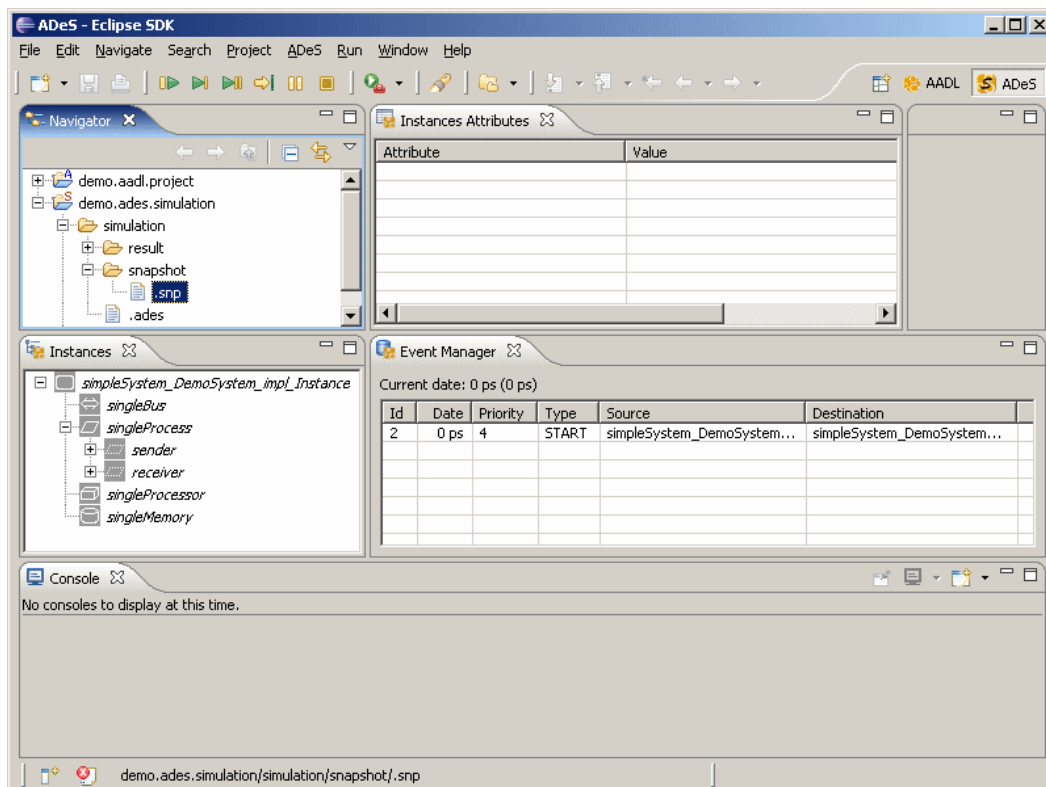 ADeS - Eclipse SDK
File Edit Navigate Search Project ADeS Run Window Help
AADL ADeS
Navigator
demo.aadl.project
demo.ades.simulation
simulation
result
snapshot
.snp
.ades
Instances Attributes
Attribute Value
Instances
simpleSystem_DemoSystem_impl_Instance
singleBus
singleProcess
sender
receiver
singleProcessor
singleMemory
Event Manager
Current date: 0 ps (0 ps)
Id Date Priority Type Source Destination
2 0 ps 4 START simpleSystem_DemoSystem... simpleSystem_DemoSystem...
Console
No consoles to display at this time.
demo.ades.simulation/simulation/snapshot/.snp